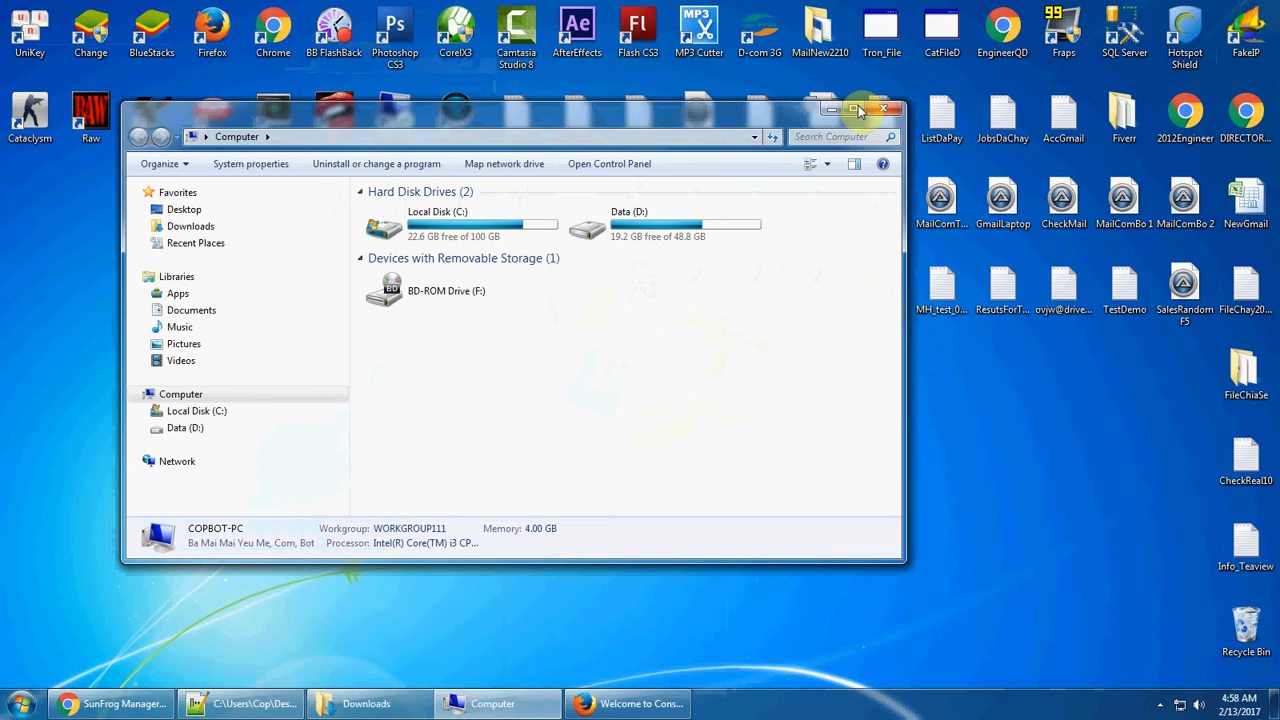 UniKey
Change
BlueStacks
Firefox
Chrome
BB FlashBack
Photoshop CS3
CorelX3
Camtasia Studio 8
AfterEffects
Flash CS3
MP3 Cutter
D-com 3G
MailNew2210
Tron_File
CatFileD
EngineerQD
99
Fraps
SQL Server
Hotspot Shield
FakeIP
Cataclysm
RAW
Raw
ListDaPay
JobsDaChay
AccGmail
Fiverr
2012Engineer
DIRECTOR...
Computer
Search Computer
Organize
System properties
Uninstall or change a program
Map network drive
Open Control Panel
Favorites
Desktop
Downloads
Recent Places
Libraries
Apps
Documents
Music
Pictures
Videos
Computer
Local Disk (C:)
Data (D:)
Network
Hard Disk Drives (2)
Local Disk (C:)
22.6 GB free of 100 GB
Data (D:)
19.2 GB free of 48.8 GB
Devices with Removable Storage (1)
BD
BD-ROM Drive (F:)
COPBOT-PC
Workgroup: WORKGROUP111
Memory: 4.00 GB
Ba Mai Mai Yeu Me, Com, Bot
Processor: Intel(R) Core(TM) i3 CP...
MailComT...
GmailLaptop
CheckMail
MailComBo 1
MailComBo 2
NewGmail
MH_test_0...
ResutsForT...
ovjw@drive...
TestDemo
SalesRandom F5
FileChay20...
FileChiaSe
CheckReal10
Info_Teaview
Recycle Bin
SunFrog Manager...
C:\Users\Cop\Des...
Downloads
Computer
Welcome to Cons...
4:58 AM
2/13/2017